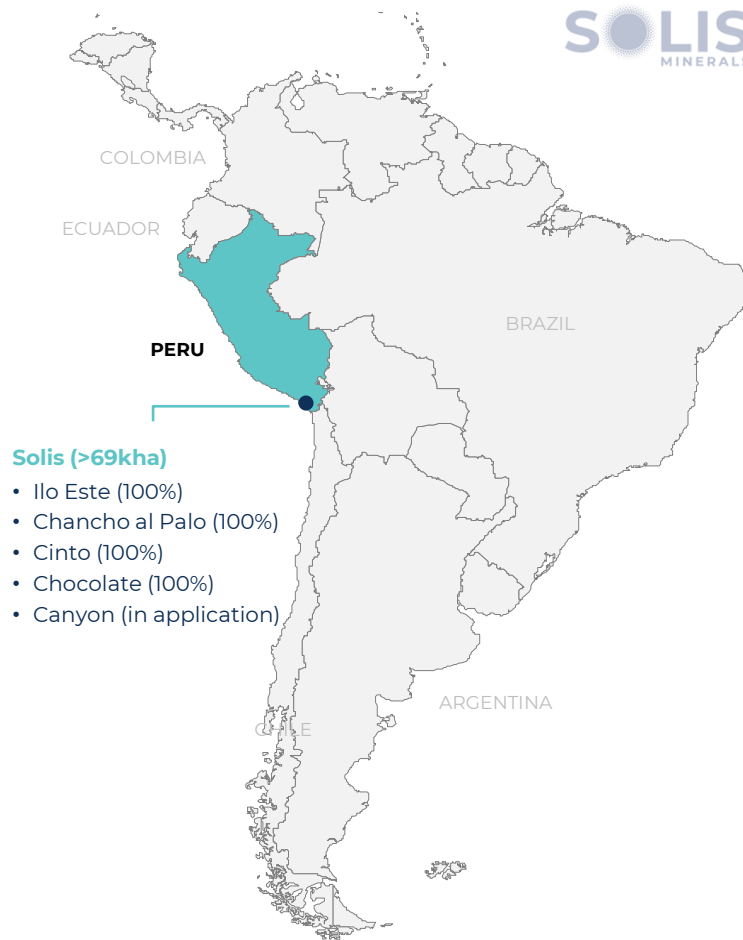 SOLIS
MINERALS
COLOMBIA
ECUADOR
BRAZIL
PERU
Solis (>69kha)
• Ilo Este (100%)
• Chancho al Palo (100%)
• Cinto (100%)
• Chocolate (100%)
• Canyon (in application)
ARGENTINA
CHILE